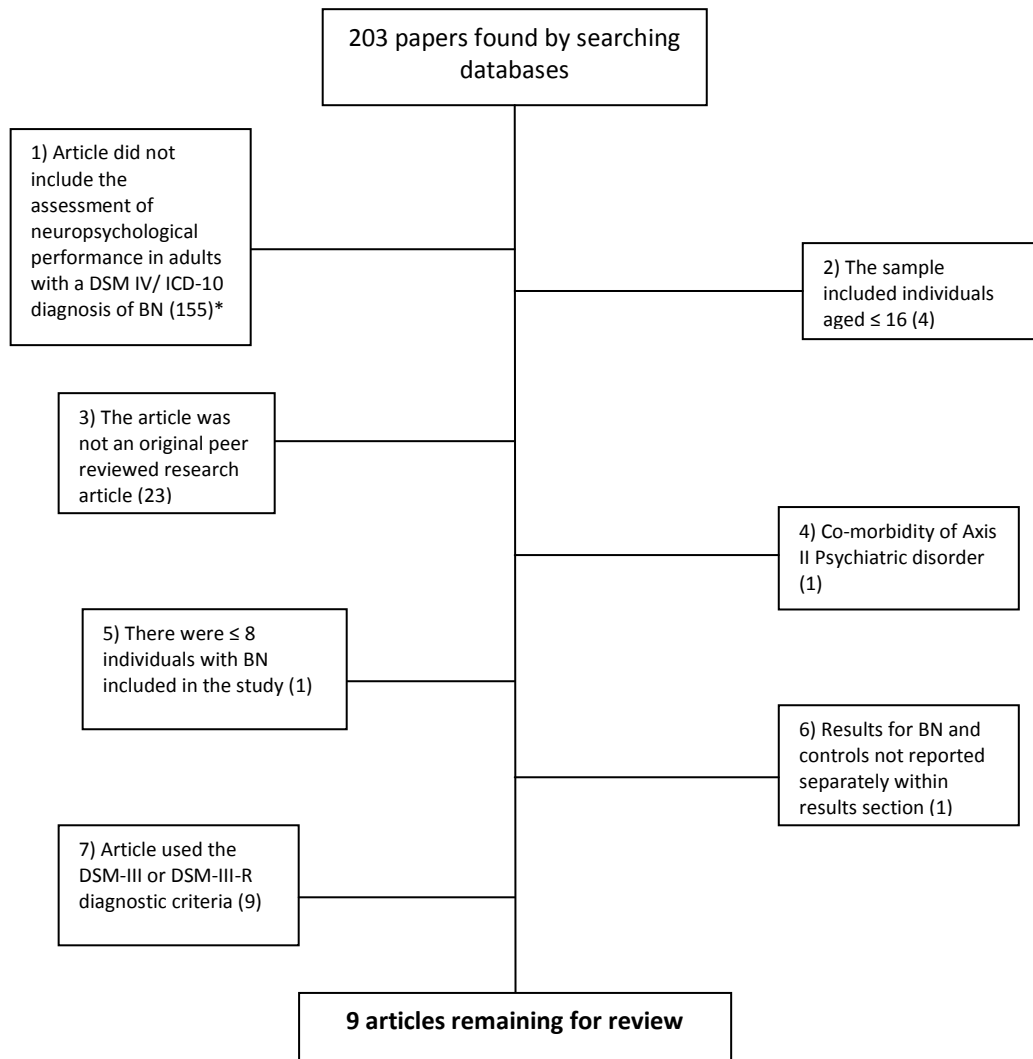 203 papers found by searching
databases
1) Article did not
include the
assessment of
neuropsychological
performance in adults
with a DSM IV/ ICD-10
diagnosis of BN (155)*
2) The sample
included individuals
aged ≤ 16 (4)
3) The article was
not an original peer
reviewed research
article (23)
4) Co-morbidity of Axis
II Psychiatric disorder
(1)
5) There were ≤ 8
individuals with BN
included in the study (1)
6) Results for BN and
controls not reported
separately within
results section (1)
7) Article used the
DSM-III or DSM-III-R
diagnostic criteria (9)
9 articles remaining for review